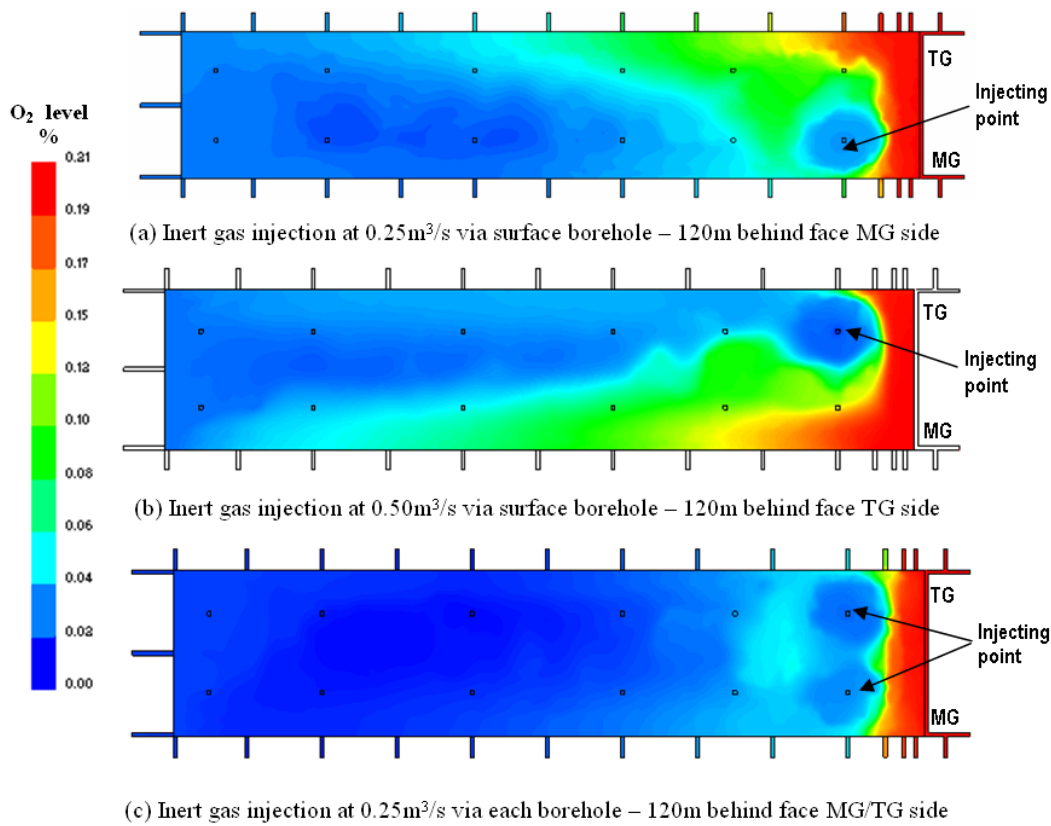 TG
Injecting
point
MG
O₂ level
%
0.21
0.19
0.17
0.15
0.12
0.10
0.08
0.06
0.04
0.02
0.00
(a) Inert gas injection at 0.25m³/s via surface borehole – 120m behind face MG side
TG
Injecting
point
MG
(b) Inert gas injection at 0.50m³/s via surface borehole – 120m behind face TG side
TG
Injecting
point
MG
(c) Inert gas injection at 0.25m³/s via each borehole – 120m behind face MG/TG side